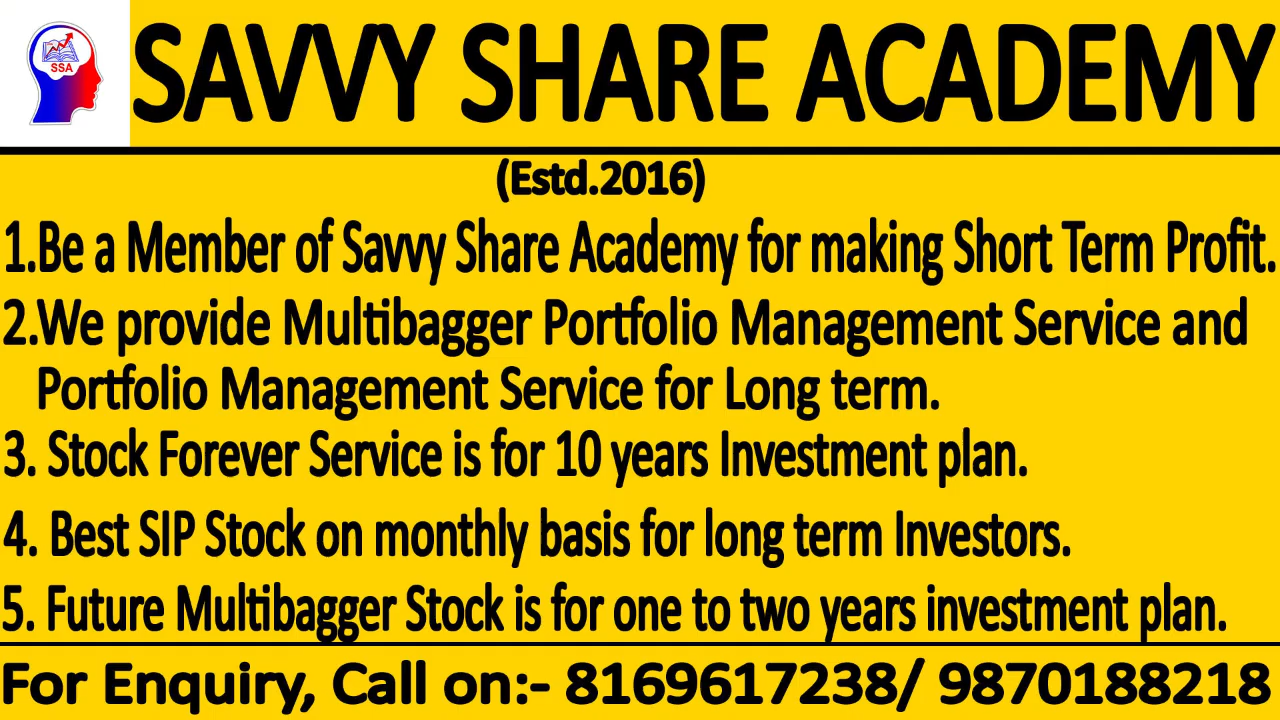 SSA
SAVVY SHARE ACADEMY
(Estd.2016)
1.Be a Member of Savvy Share Academy for making Short Term Profit.
2.We provide Multibagger Portfolio Management Service and
Portfolio Management Service for Long term.
3. Stock Forever Service is for 10 years Investment plan.
4. Best SIP Stock on monthly basis for long term Investors.
5. Future Multibagger Stock is for one to two years investment plan.
For Enquiry, Call on:- 8169617238/ 9870188218